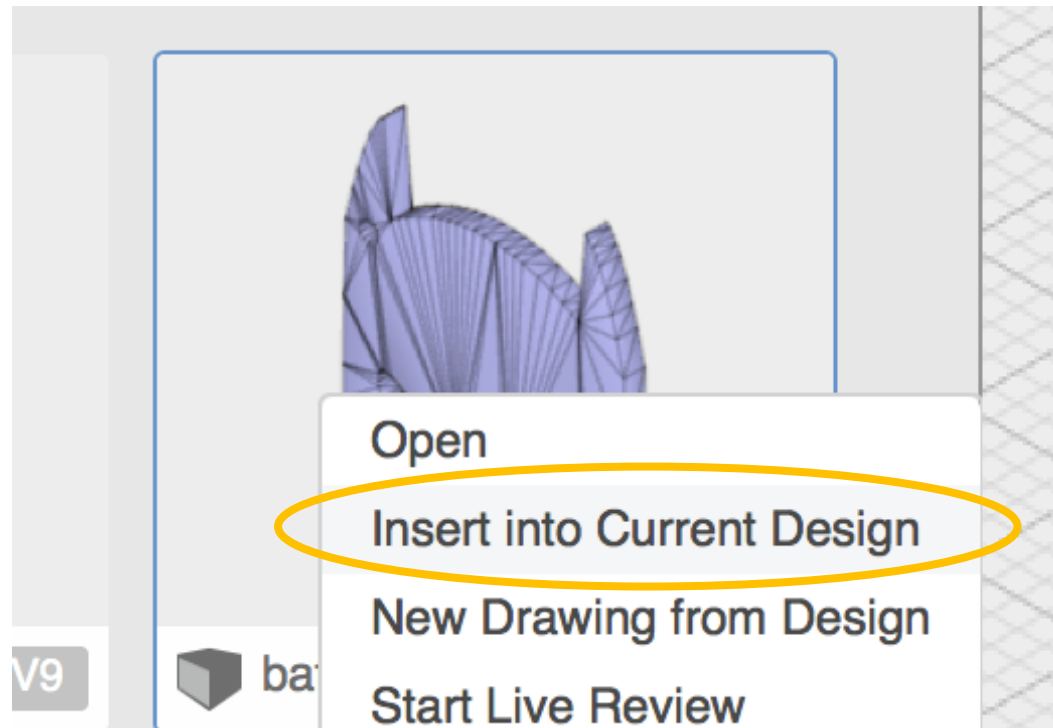 Open
Insert into Current Design
New Drawing from Design
V9
Start Live Review